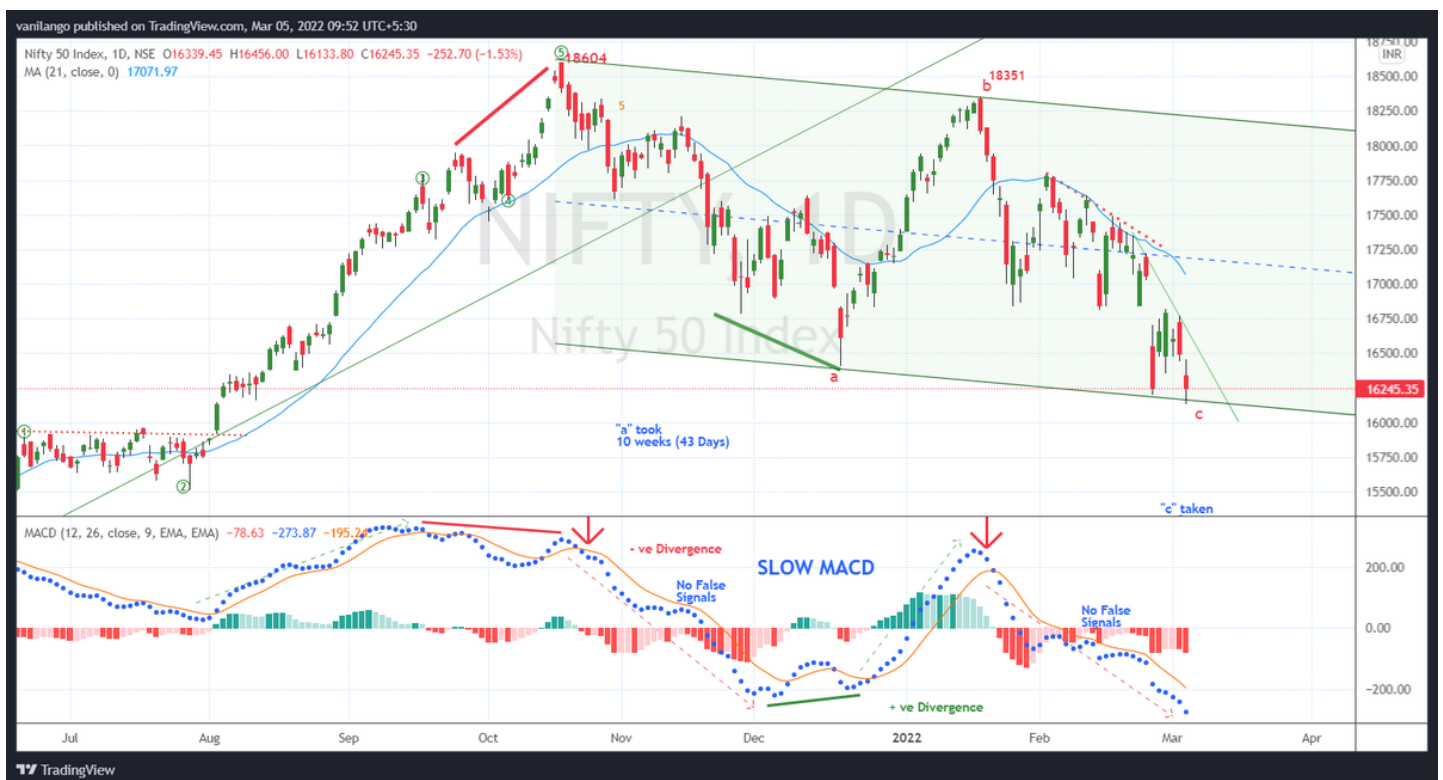 vanilango published on TradingView.com, Mar 05, 2022 09:52 UTC+5:30
Nifty 50 Index, 1D, NSE O16339.45 H16456.00 L16133.80 C16245.35 −252.70 (−1.53%)
MA (21, close, 0) 17071.97
18750.00
INR
18500.00
18250.00
18000.00
17750.00
17500.00
17250.00
17000.00
16750.00
16500.00
16245.35
16000.00
15750.00
15500.00
5
18604
5
b
18351
3
4
NIFTY, 1D
Nifty 50 Index
a
c
1
2
"a" took
10 weeks (43 Days)
"c" taken
MACD (12, 26, close, 9, EMA, EMA) −78.63 −273.87 −195.24
- ve Divergence
SLOW MACD
No False
Signals
No False
Signals
+ ve Divergence
200.00
0.00
−200.00
Jul Aug Sep Oct Nov Dec 2022 Feb Mar Apr
TradingView